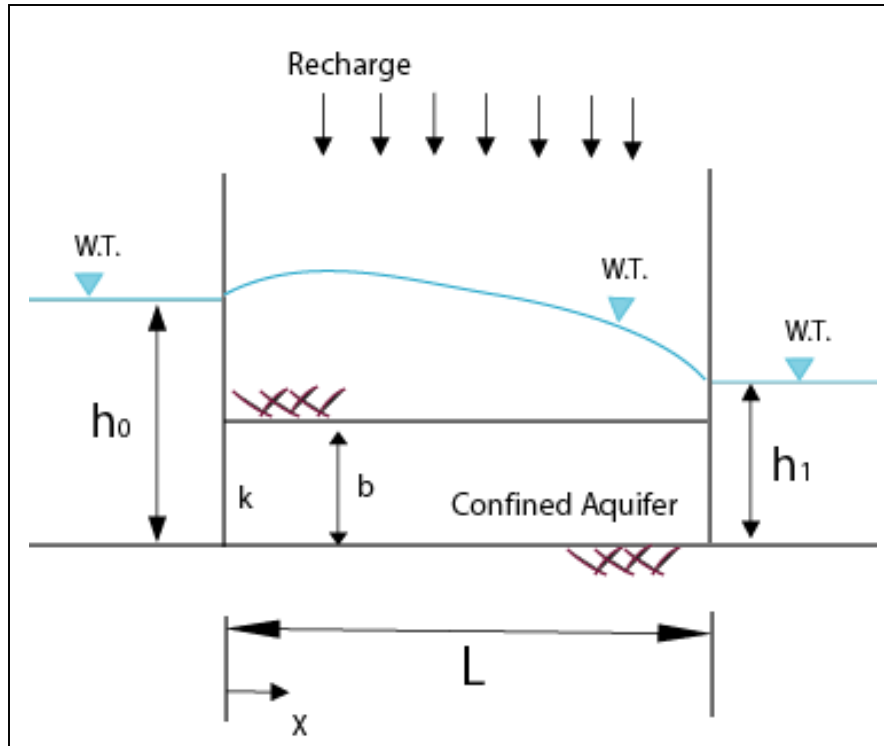 Recharge
W.T.
W.T.
W.T.
h0
k
b
Confined Aquifer
h1
L
x